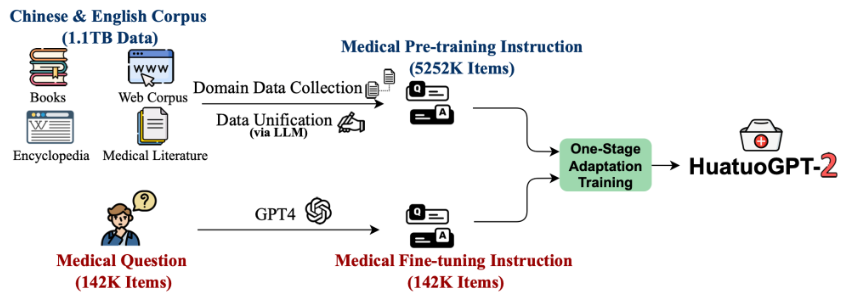 Chinese & English Corpus
(1.1TB Data)
Books
WWW
Web Corpus
W
Encyclopedia
Medical Literature
Domain Data Collection
Data Unification
(via LLM)
Medical Pre-training Instruction
(5252K Items)
Q
A
One-Stage
Adaptation
Training
HuatuoGPT-2
?
Medical Question
(142K Items)
GPT4
Q
A
Medical Fine-tuning Instruction
(142K Items)